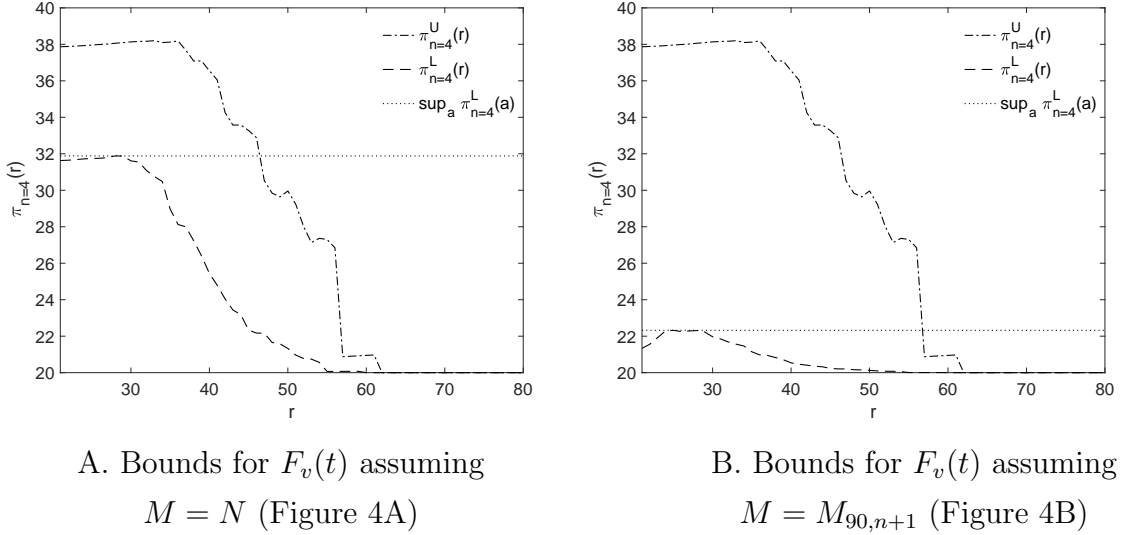 40
38
36
34
32
30
28
26
24
22
20
π_{n=4}(r)
30 40 50 60 70 80
r
π^U_{n=4}(r)
π^L_{n=4}(r)
sup_a π^L_{n=4}(a)
A. Bounds for F_v(t) assuming
M = N (Figure 4A)
40
38
36
34
32
30
28
26
24
22
20
π_{n=4}(r)
30 40 50 60 70 80
r
π^U_{n=4}(r)
π^L_{n=4}(r)
sup_a π^L_{n=4}(a)
B. Bounds for F_v(t) assuming
M = M_{90,n+1} (Figure 4B)